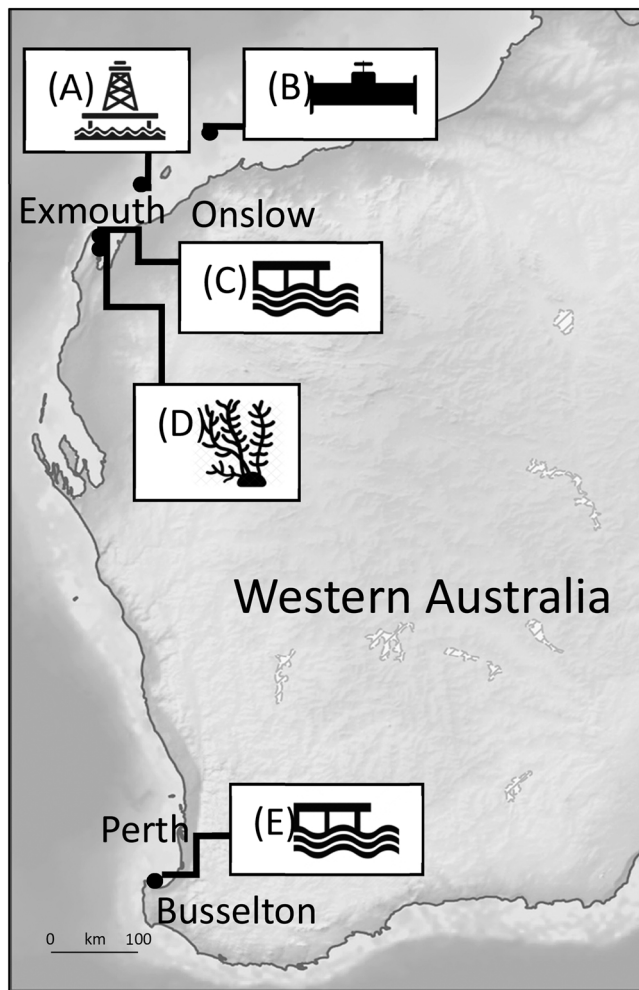 (A)
(B)
Exmouth
Onslow
(C)
(D)
Western Australia
Perth
(E)
Busselton
0 km 100